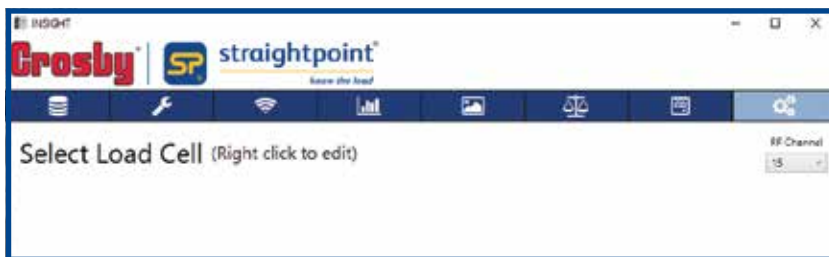 INSIGHT
Crosby SP straightpoint
know the load
Select Load Cell (Right click to edit)
RF Channel
15